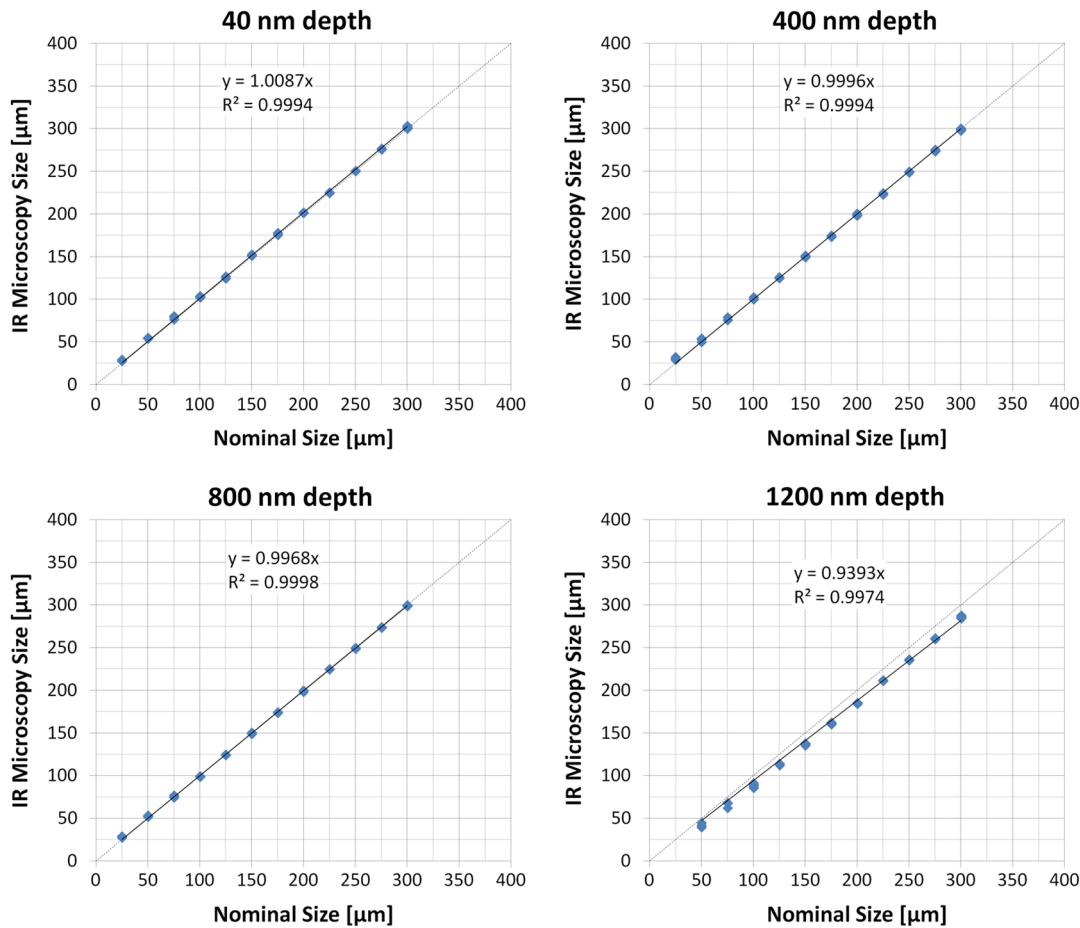 40 nm depth
400
350
300
250
200
150
100
50
0
IR Microscopy Size [µm]
y = 1.0087x
R² = 0.9994
0 50 100 150 200 250 300 350 400
Nominal Size [µm]
400 nm depth
400
350
300
250
200
150
100
50
0
IR Microscopy Size [µm]
y = 0.9996x
R² = 0.9994
0 50 100 150 200 250 300 350 400
Nominal Size [µm]
800 nm depth
400
350
300
250
200
150
100
50
0
IR Microscopy Size [µm]
y = 0.9968x
R² = 0.9998
0 50 100 150 200 250 300 350 400
Nominal Size [µm]
1200 nm depth
400
350
300
250
200
150
100
50
0
IR Microscopy Size [µm]
y = 0.9393x
R² = 0.9974
0 50 100 150 200 250 300 350 400
Nominal Size [µm]